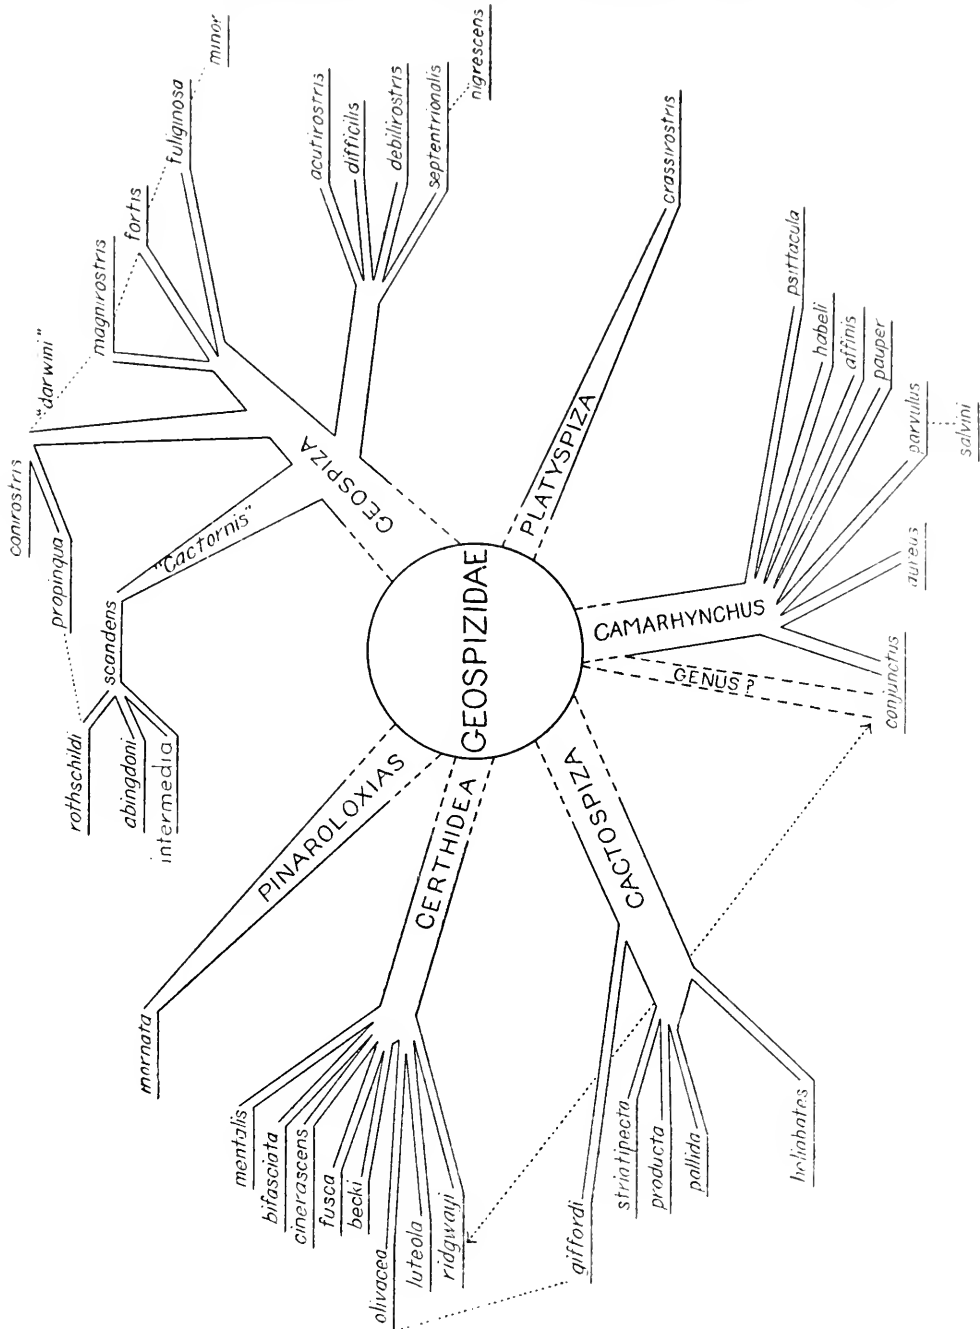 GEOSPIZIDAE
GEOSPIZA
"Cactornis"
scandens
rothschildi
abingdoni
intermedia
propinqua
conirostris
"darwini"
magnirostris
fortis
fuliginosa
minor
acutirostris
difficilis
debilirostris
septentrionalis
nigrescens
PLATYSPIZA
crassirostris
CAMARHYNCHUS
psittacula
habeli
affinis
pauper
parvulus
salvini
aureus
conjunctus
GENUS?
CACTOSPIZA
giffordi
striatipecta
producta
pallida
heliobates
CERTHIDEA
mentalis
bifasciata
cinerascens
fusca
becki
olivacea
luteola
ridgwayi
PINAROLOXIAS
inornata